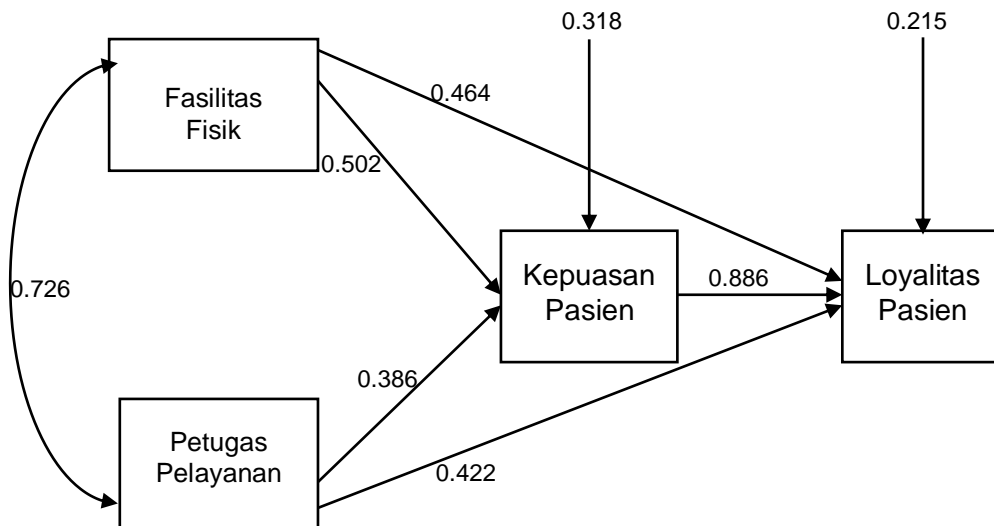 0.318
0.215
Fasilitas
Fisik
0.464
0.502
0.726
Kepuasan
Pasien
0.886
Loyalitas
Pasien
0.386
Petugas
Pelayanan
0.422